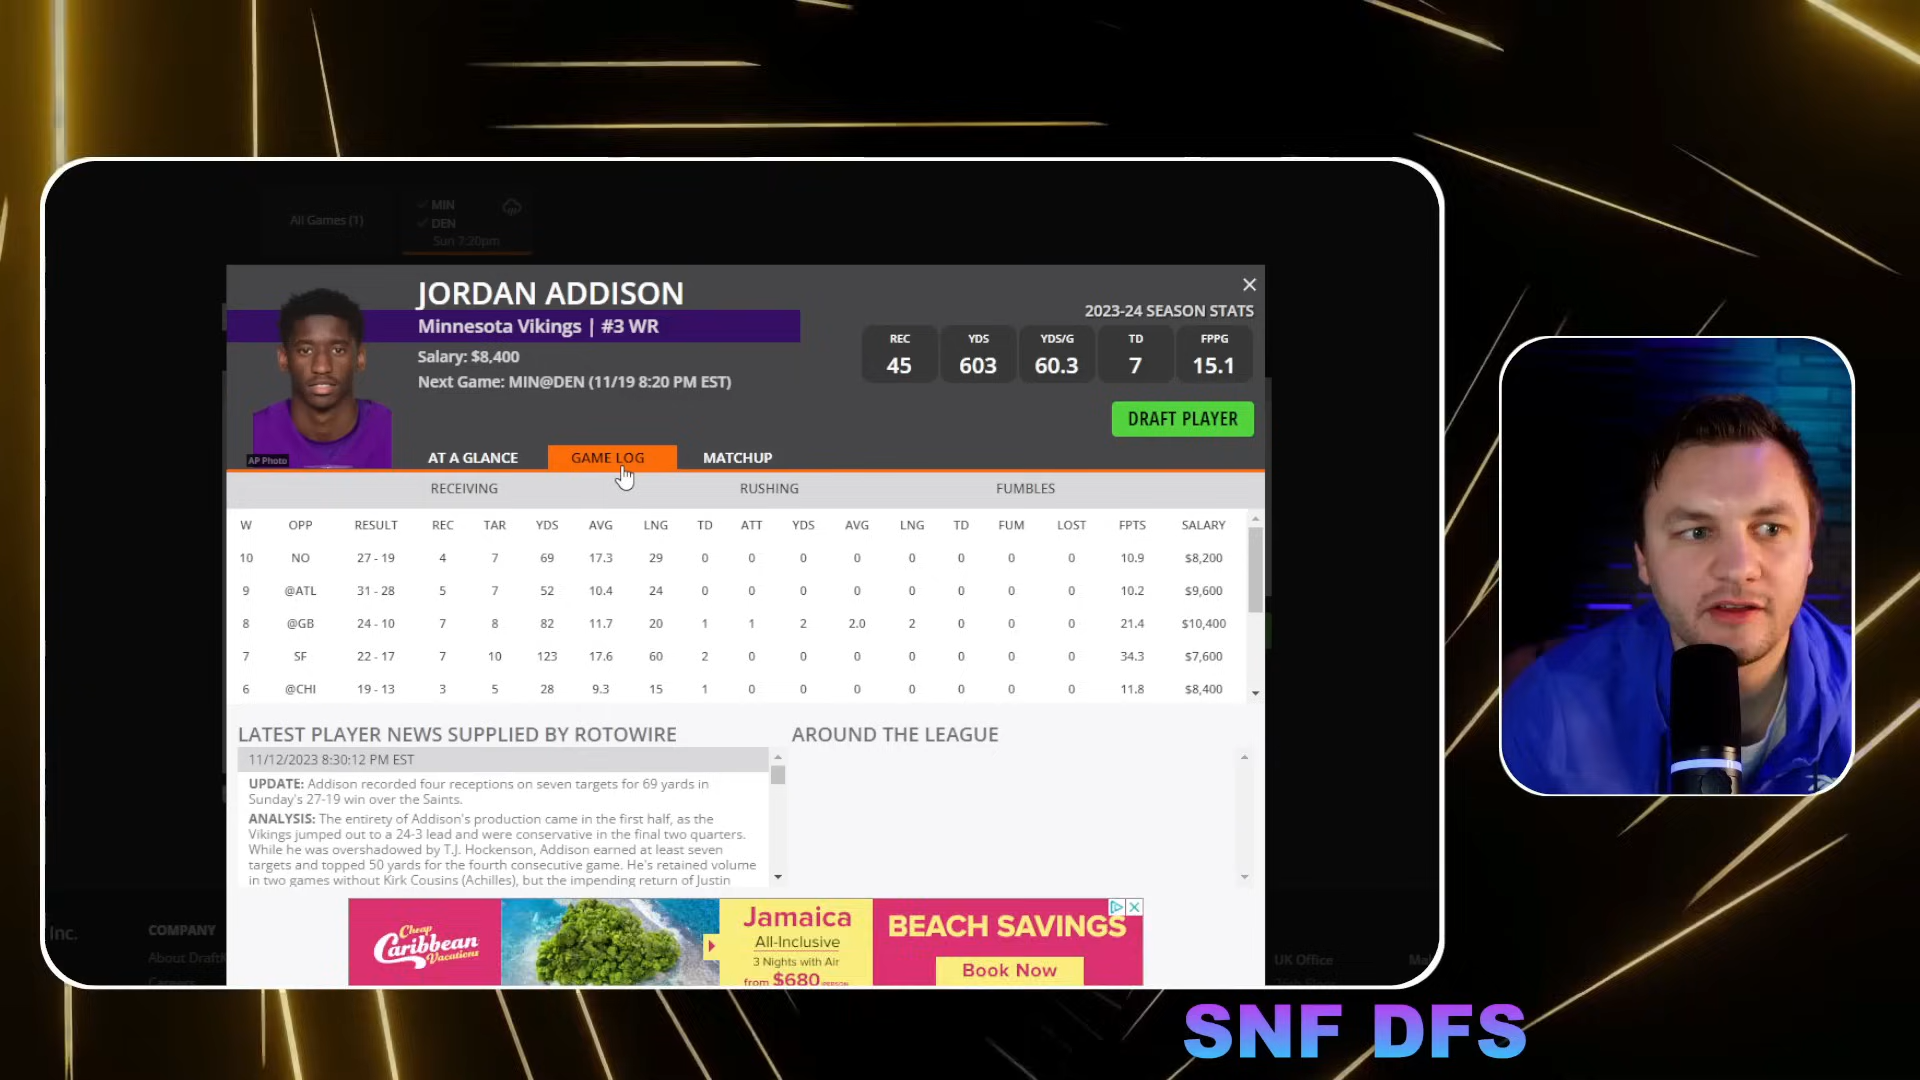 All Games (1)
MIN
DEN
Sun 7:20pm
JORDAN ADDISON
Minnesota Vikings | #3 WR
Salary: $8,400
Next Game: MIN@DEN (11/19 8:20 PM EST)
AP Photo
2023-24 SEASON STATS
REC YDS YDS/G TD FPPG
45 603 60.3 7 15.1
DRAFT PLAYER
AT A GLANCE GAME LOG MATCHUP
RECEIVING RUSHING FUMBLES
W OPP RESULT REC TAR YDS AVG LNG TD ATT YDS AVG LNG TD FUM LOST FPTS SALARY
10 NO 27 - 19 4 7 69 17.3 29 0 0 0 0 0 0 0 0 10.9 $8,200
9 @ATL 31 - 28 5 7 52 10.4 24 0 0 0 0 0 0 0 0 10.2 $9,600
8 @GB 24 - 10 7 8 82 11.7 20 1 1 2 2.0 2 0 0 0 21.4 $10,400
7 SF 22 - 17 7 10 123 17.6 60 2 0 0 0 0 0 0 0 34.3 $7,600
6 @CHI 19 - 13 3 5 28 9.3 15 1 0 0 0 0 0 0 0 11.8 $8,400
LATEST PLAYER NEWS SUPPLIED BY ROTOWIRE
11/12/2023 8:30:12 PM EST
UPDATE: Addison recorded four receptions on seven targets for 69 yards in
Sunday's 27-19 win over the Saints.
ANALYSIS: The entirety of Addison's production came in the first half, as the
Vikings jumped out to a 24-3 lead and were conservative in the final two quarters.
While he was overshadowed by T.J. Hockenson, Addison earned at least seven
targets and topped 50 yards for the fourth consecutive game. He's retained volume
in two games without Kirk Cousins (Achilles), but the impending return of Justin
AROUND THE LEAGUE
Cheap
Caribbean
Vacations
Jamaica
All-Inclusive
3 Nights with Air
from $680
BEACH SAVINGS
Book Now
Inc.
COMPANY
About DraftK
Careers
UK Office
SNF DFS